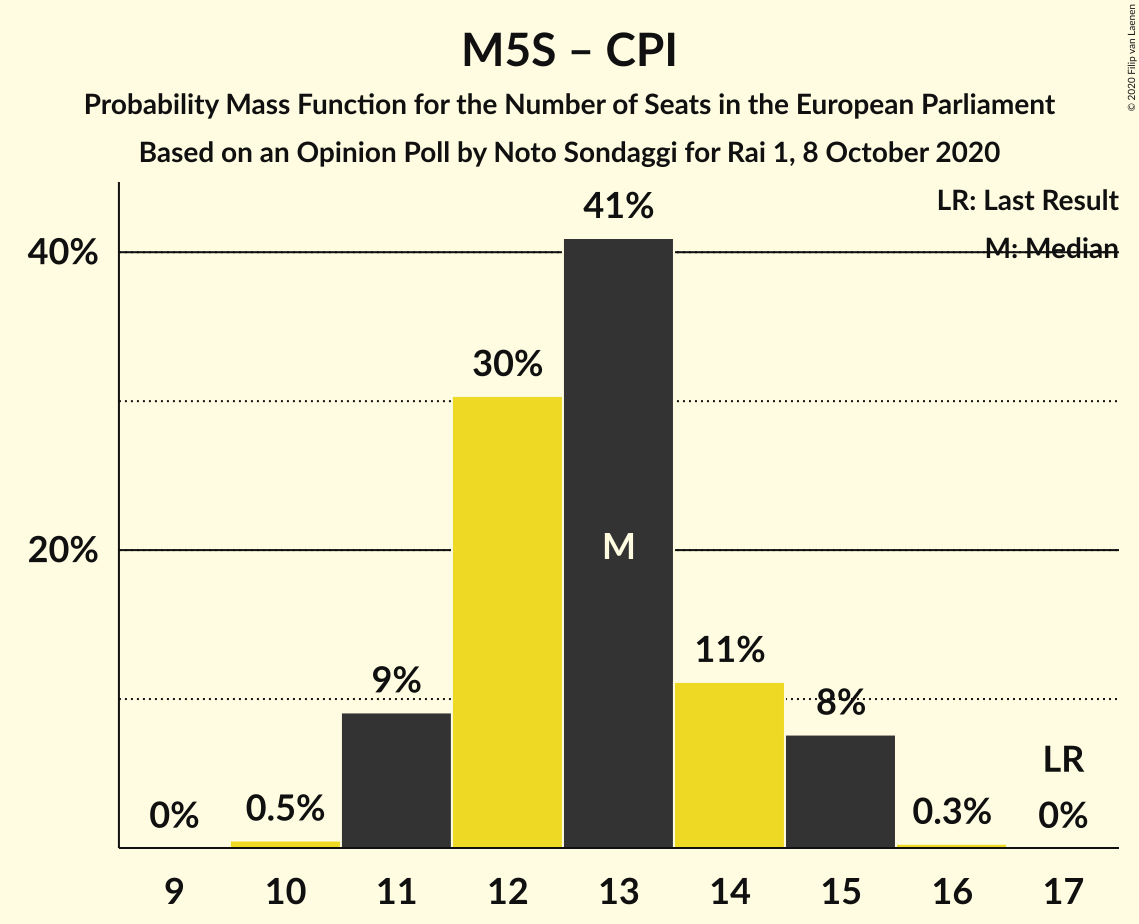 M5S – CPI
Probability Mass Function for the Number of Seats in the European Parliament
Based on an Opinion Poll by Noto Sondaggi for Rai 1, 8 October 2020
© 2020 Filip van Laenen
LR: Last Result
M: Median
40%
20%
0%
0.5%
9%
30%
41%
M
11%
8%
0.3%
LR
0%
9 10 11 12 13 14 15 16 17